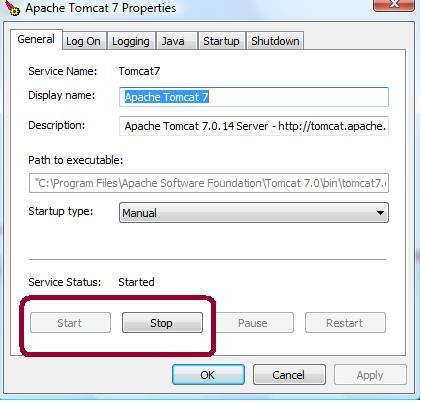 Apache Tomcat 7 Properties
General Log On Logging Java Startup Shutdown
Service Name: Tomcat7
Display name: Apache Tomcat 7
Description: Apache Tomcat 7.0.14 Server - http://tomcat.apache.
Path to executable:
"C:\Program Files\Apache Software Foundation\Tomcat 7.0\bin\tomcat7.e
Startup type: Manual
Service Status: Started
Start Stop Pause Restart
OK Cancel Apply